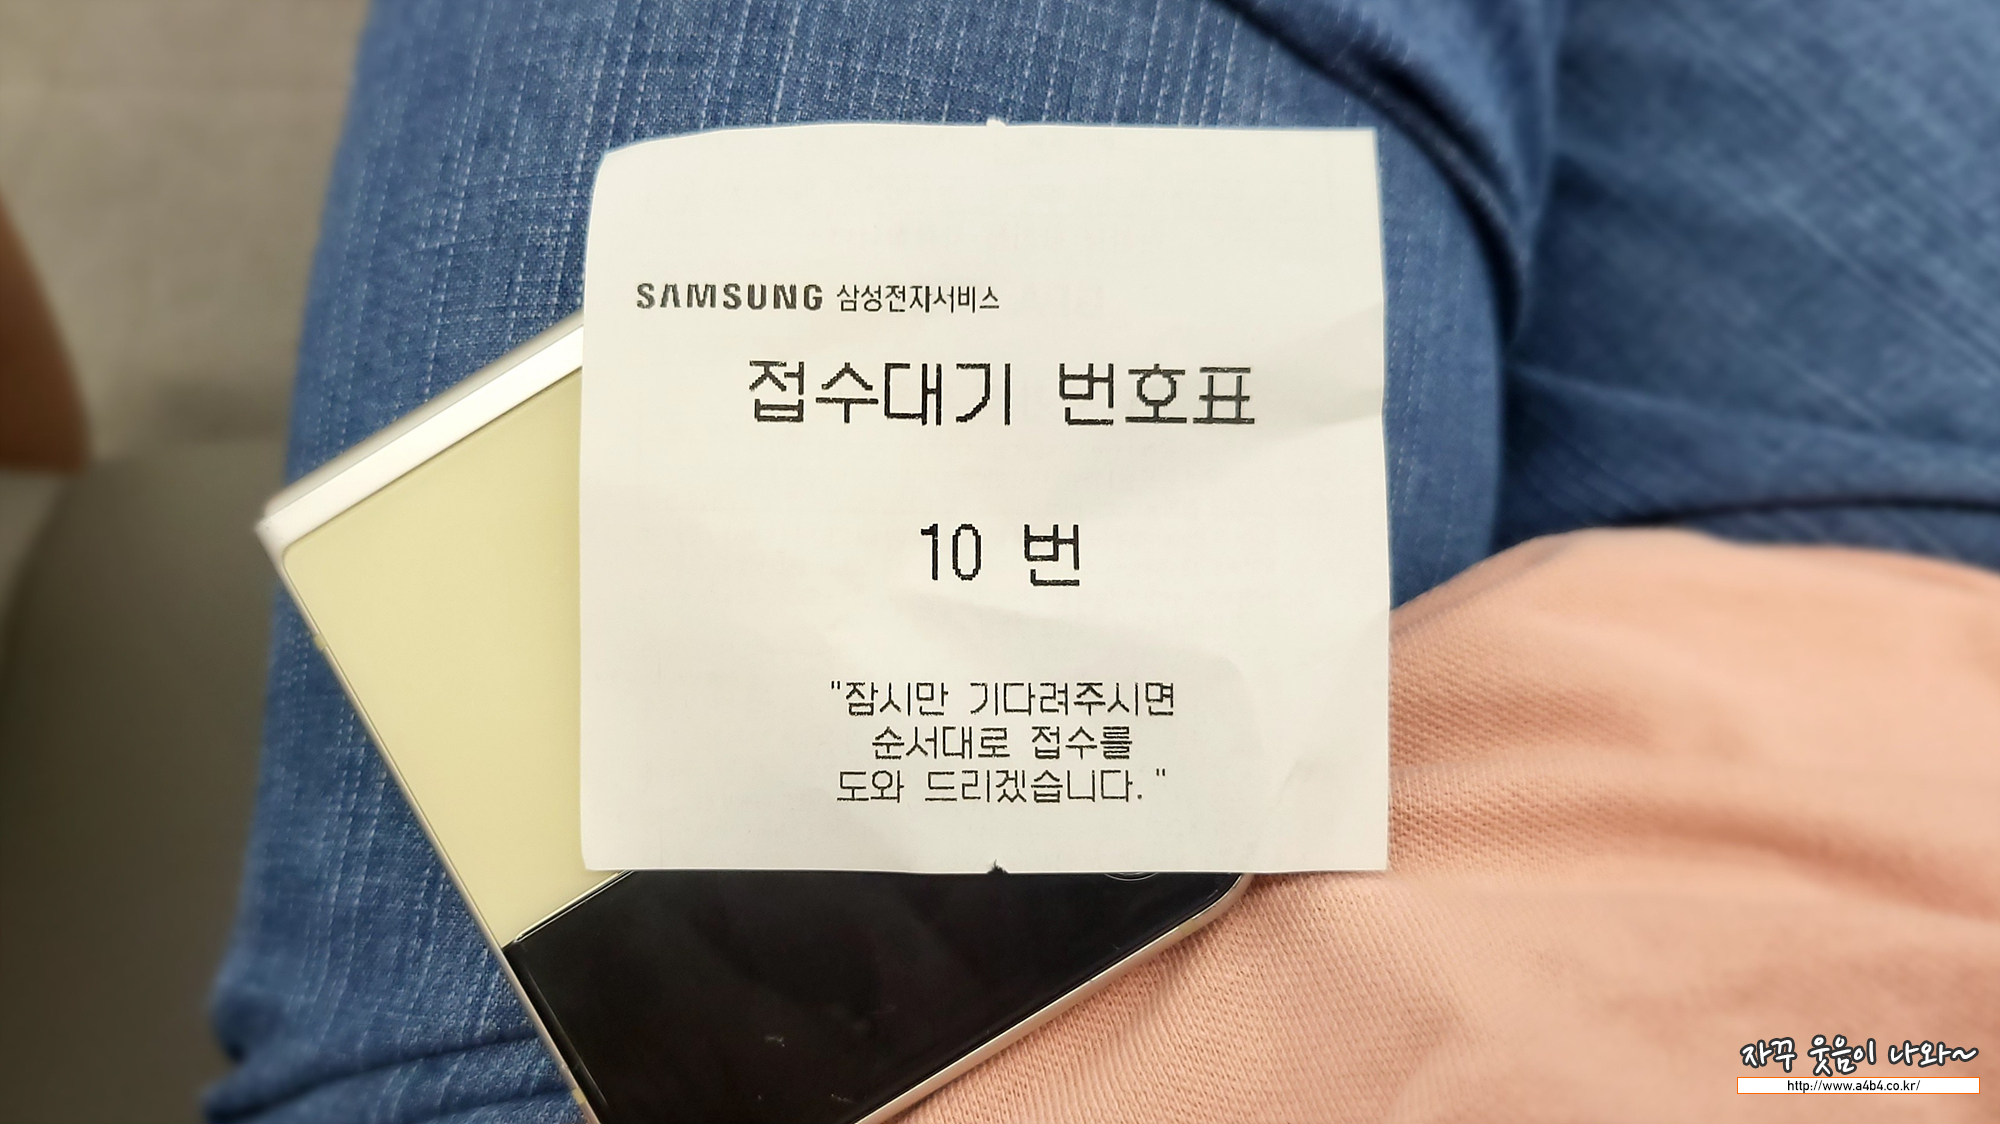 SAMSUNG 삼성전자서비스
접수대기 번호표
10 번
"잠시만 기다려주시면
순서대로 접수를
도와 드리겠습니다."
자꾸 웃음이 나와~
http://www.a4b4.co.kr/